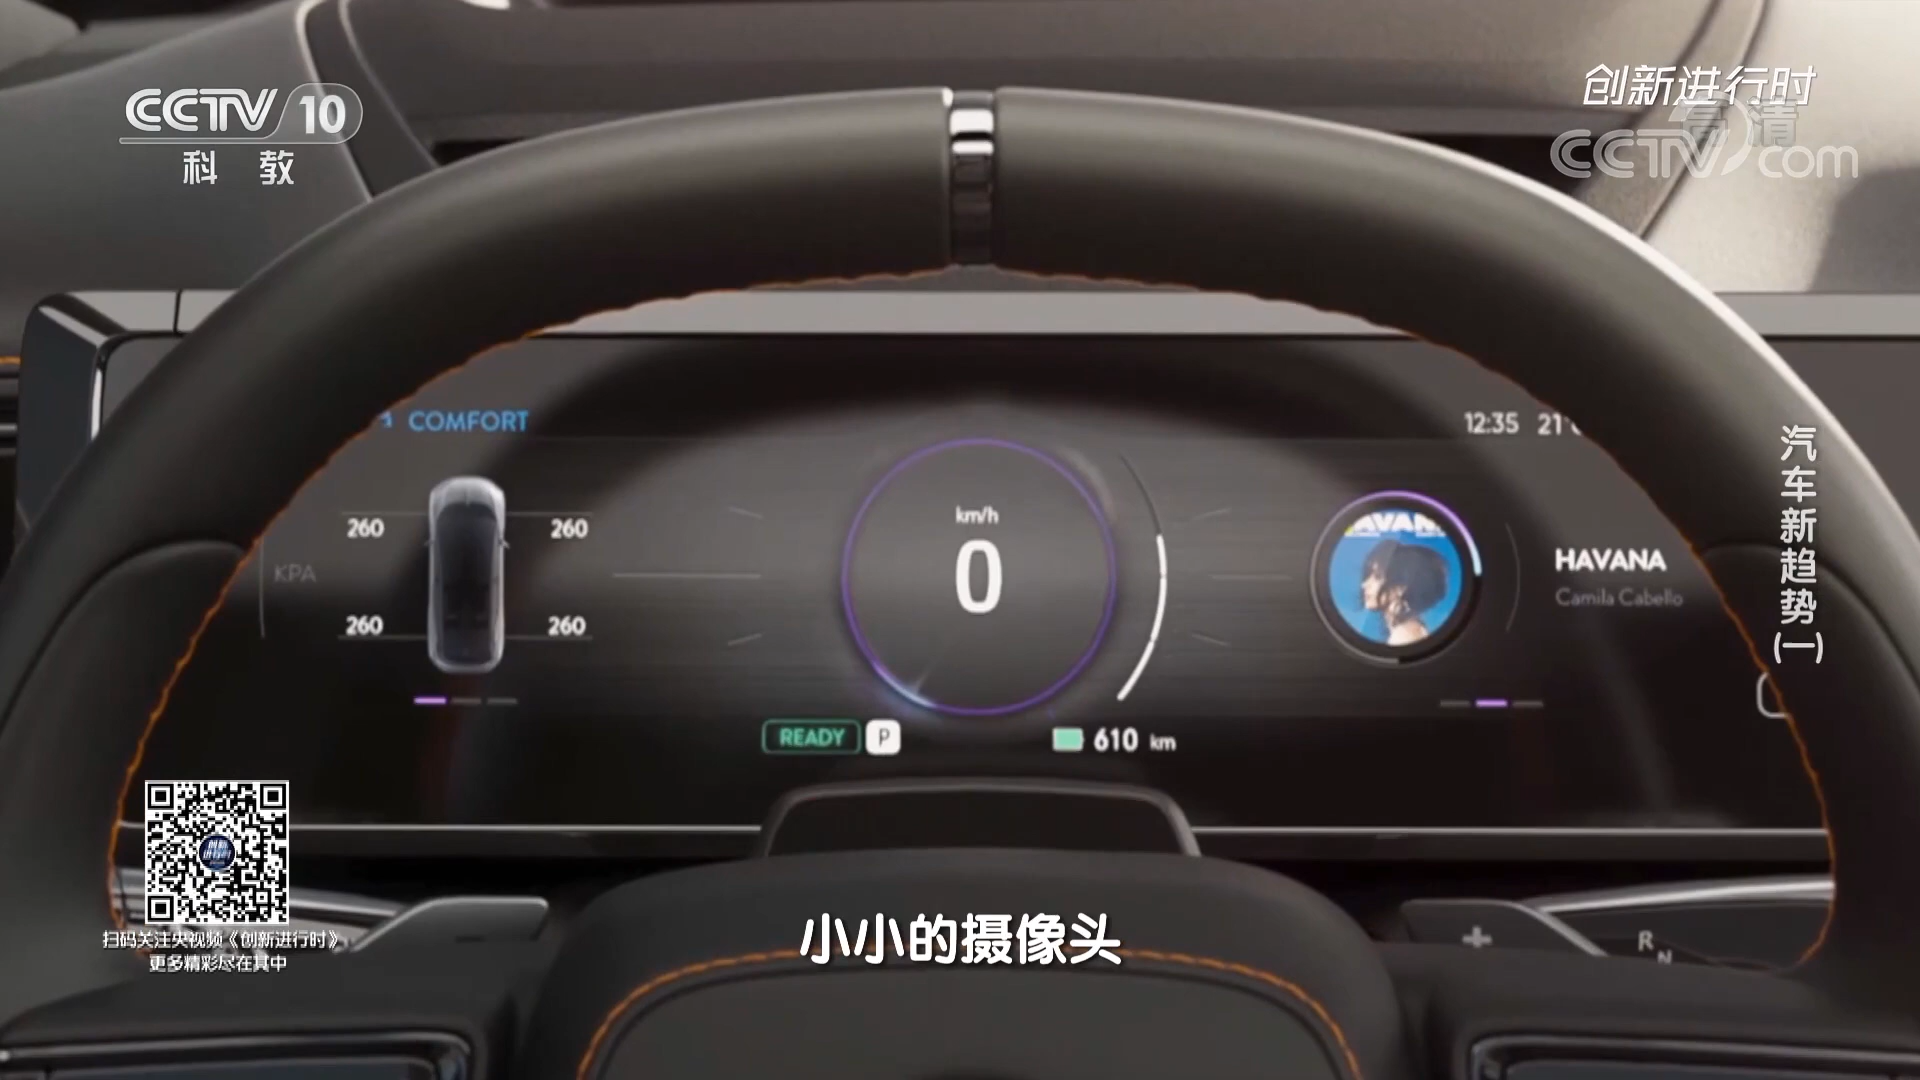 CCTV 10
科 教
创新进行时
高清
CCTV.com
COMFORT
12:35 21°
260 260
KPA
260 260
km/h
0
HAVANA
Camila Cabello
READY P
610 km
汽车新趋势(一)
扫码关注央视频《创新进行时》
更多精彩尽在其中
小小的摄像头
+
R
N